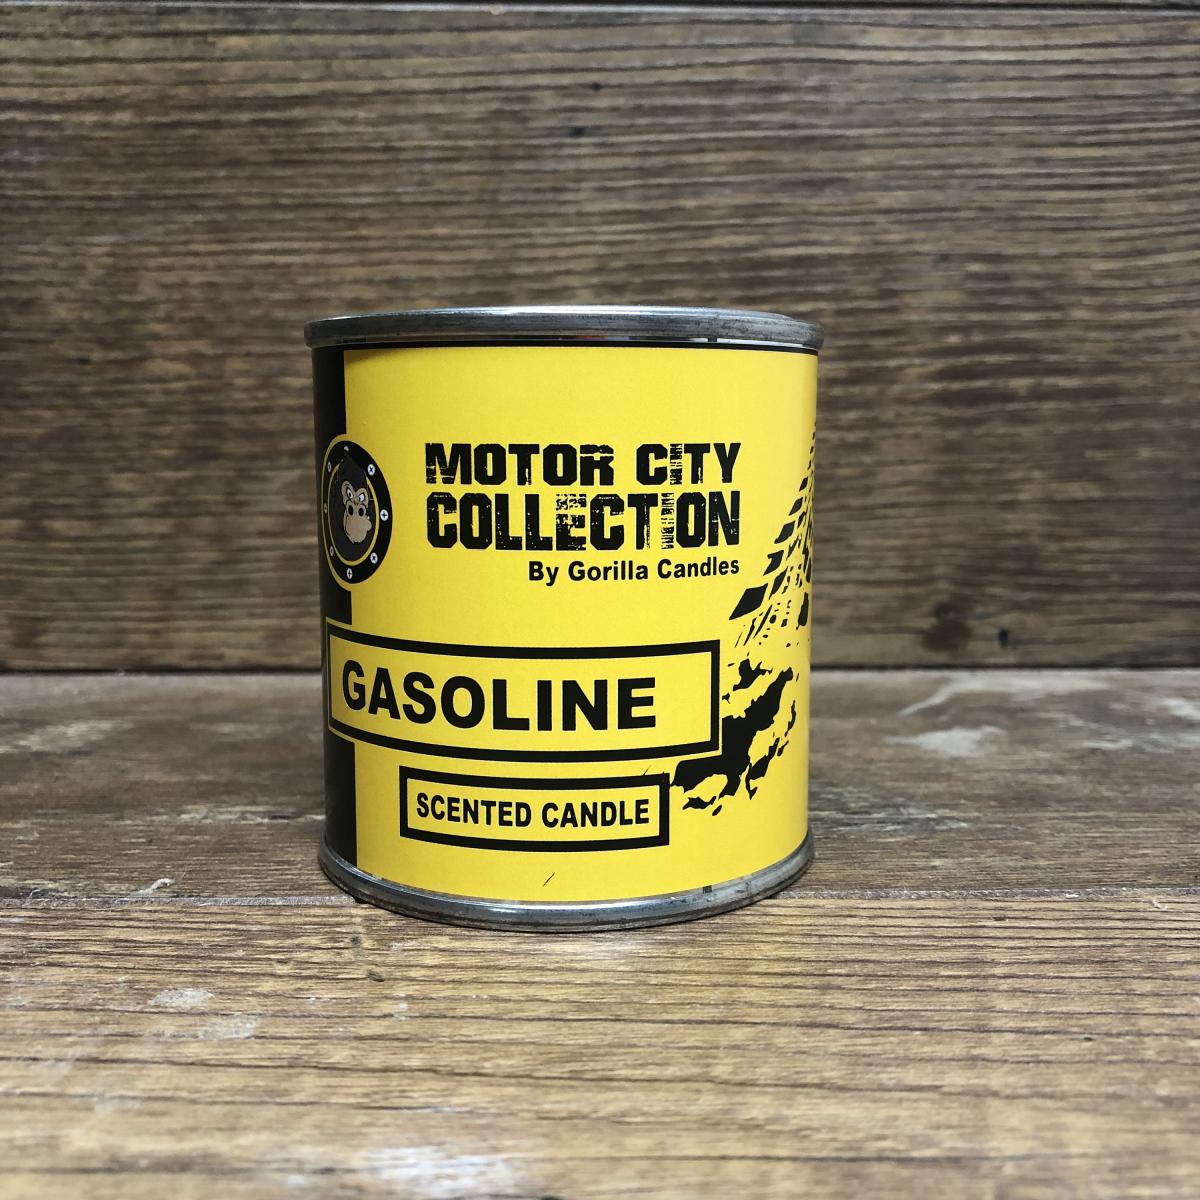 MOTOR CITY
COLLECTION
By Gorilla Candles
GASOLINE
SCENTED CANDLE